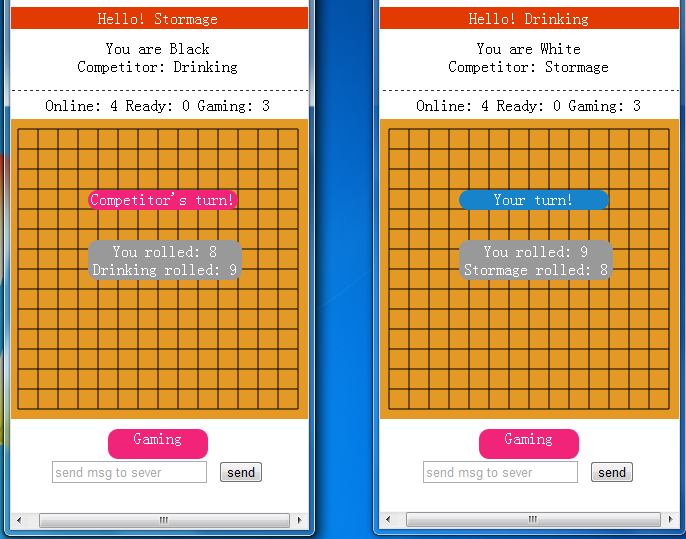 Hello! Stormage
You are Black
Competitor: Drinking
Online: 4 Ready: 0 Gaming: 3
Competitor's turn!
You rolled: 8
Drinking rolled: 9
Gaming
send msg to sever
send
Hello! Drinking
You are White
Competitor: Stormage
Online: 4 Ready: 0 Gaming: 3
Your turn!
You rolled: 9
Stormage rolled: 8
Gaming
send msg to sever
send